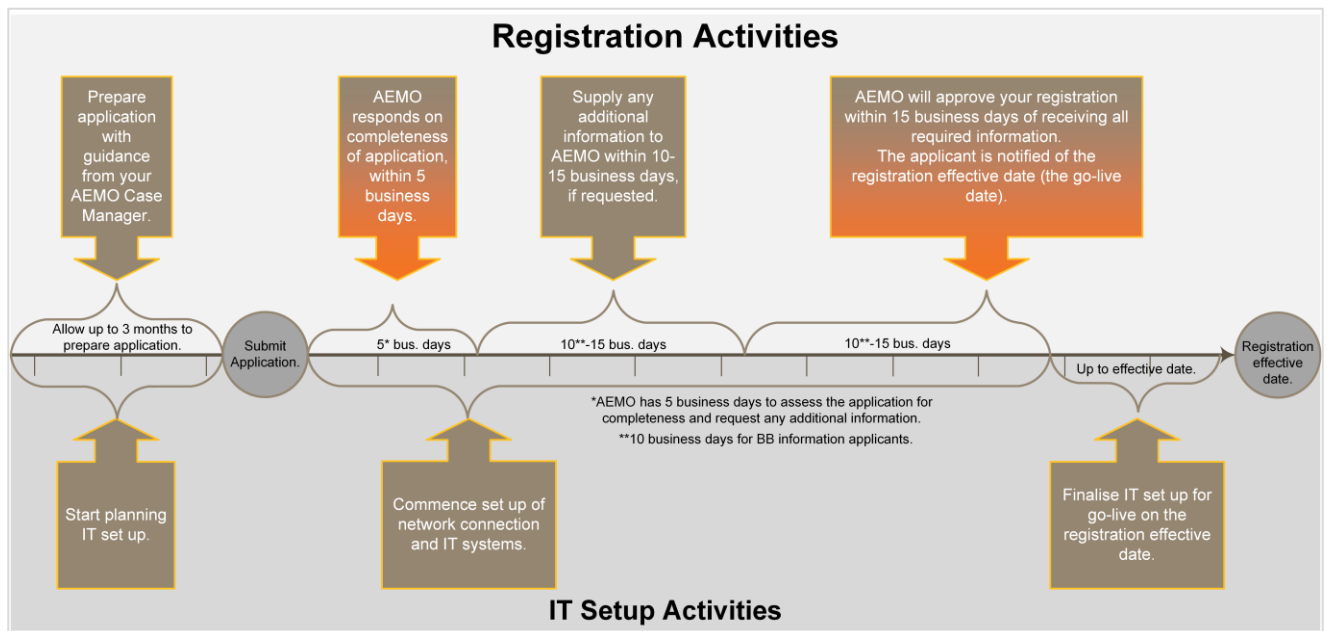 Registration Activities
Prepare
application
with
guidance
from your
AEMO Case
Manager.
AEMO
responds on
completeness
of application,
within 5
business
days.
Supply any
additional
information to
AEMO within 10-
15 business days,
if requested.
AEMO will approve your registration
within 15 business days of receiving all
required information.
The applicant is notified of the
registration effective date (the go-live
date).
Allow up to 3 months to
prepare application.
Submit
Application.
5* bus. days
10**-15 bus. days
10**-15 bus. days
Up to effective date.
Registration
effective
date.
*AEMO has 5 business days to assess the application for
completeness and request any additional information.
**10 business days for BB information applicants.
Start planning
IT set up.
Commence set up of
network connection
and IT systems.
Finalise IT set up for
go-live on the
registration effective
date.
IT Setup Activities